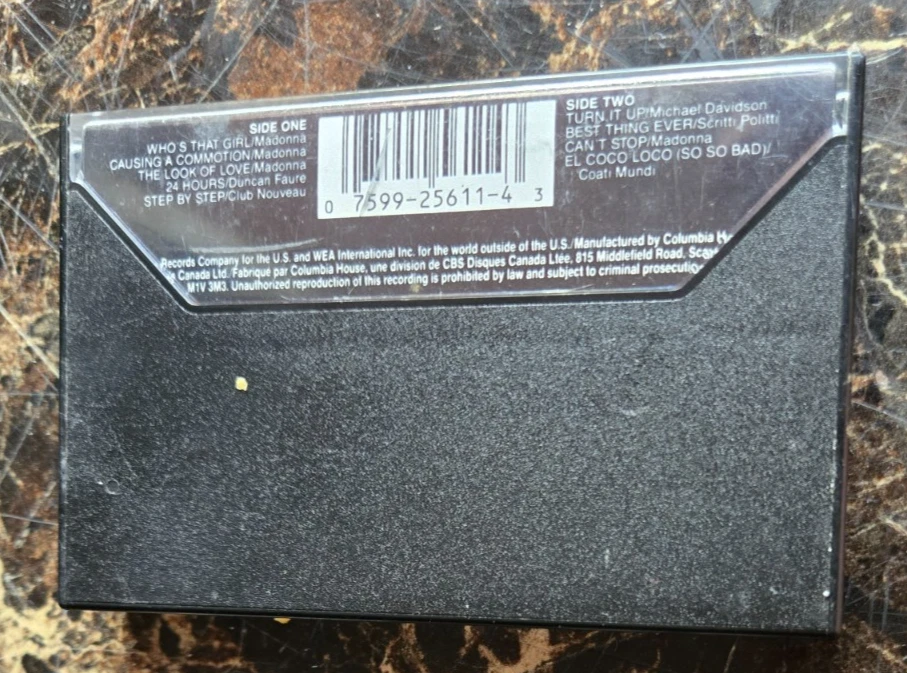 SIDE ONE
WHO'S THAT GIRL/Madonna
CAUSING A COMMOTION/Madonna
THE LOOK OF LOVE/Madonna
24 HOURS/Duncan Faure
STEP BY STEP/Club Nouveau
0 7599-25611-4 3
SIDE TWO
TURN IT UP/Michael Davidson
BEST THING EVER/Scritti Politti
CAN'T STOP/Madonna
EL COCO LOCO (SO SO BAD)/
Coati Mundi
Records Company for the U.S. and WEA International Inc. for the world outside of the U.S./Manufactured by Columbia
Canada Ltd. Fabriqué par Columbia House, une division de CBS Disques Canada Ltée, 815 Middlefield Road,
M1V 3M3. Unauthorized reproduction of this recording is prohibited by law and subject to criminal